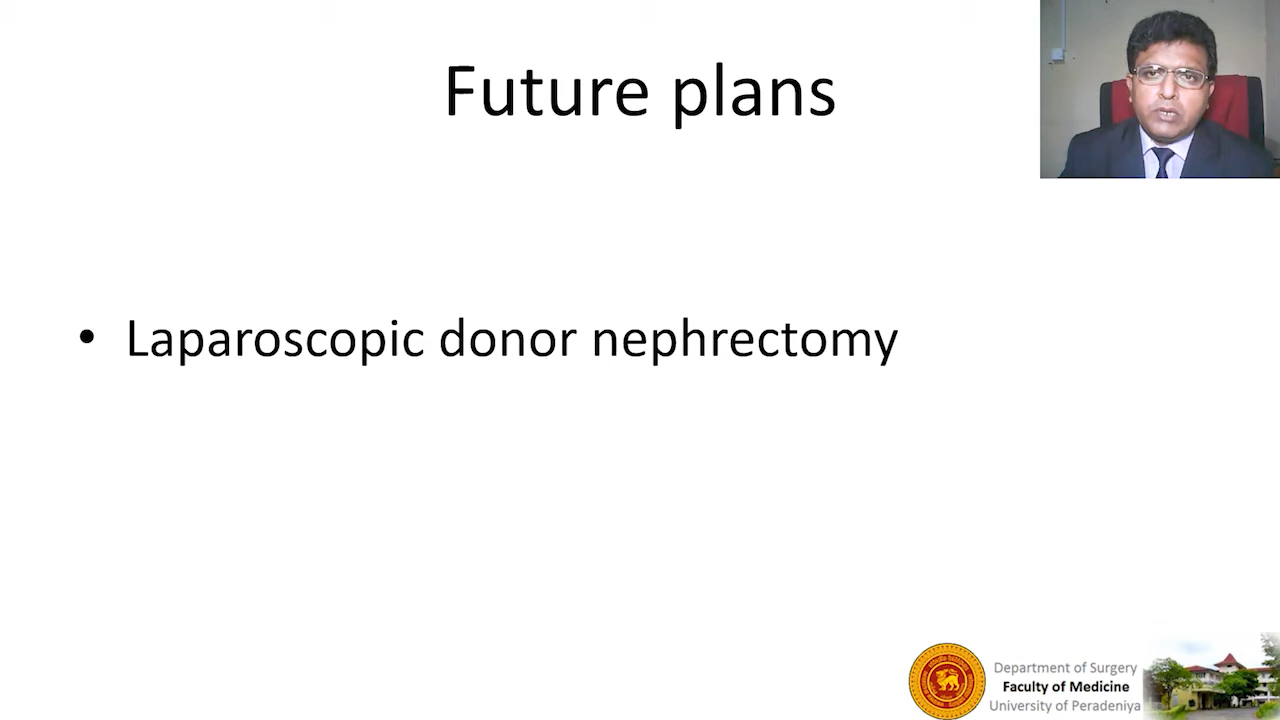 Future plans
• Laparoscopic donor nephrectomy
Department of Surgery
Faculty of Medicine
University of Peradeniya